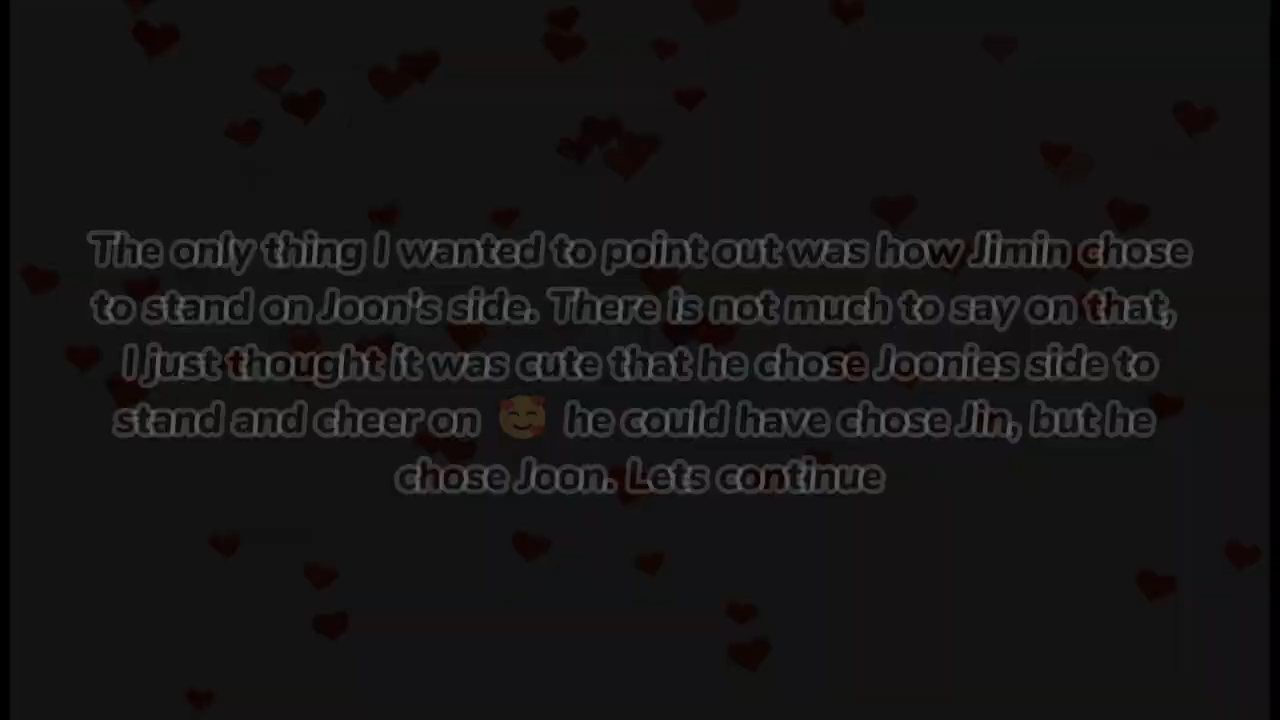 The only thing I wanted to point out was how Jimin chose
to stand on Joon's side. There is not much to say on that,
I just thought it was cute that he chose Joonies side to
stand and cheer on 🥰 he could have chose Jin, but he
chose Joon. Lets continue